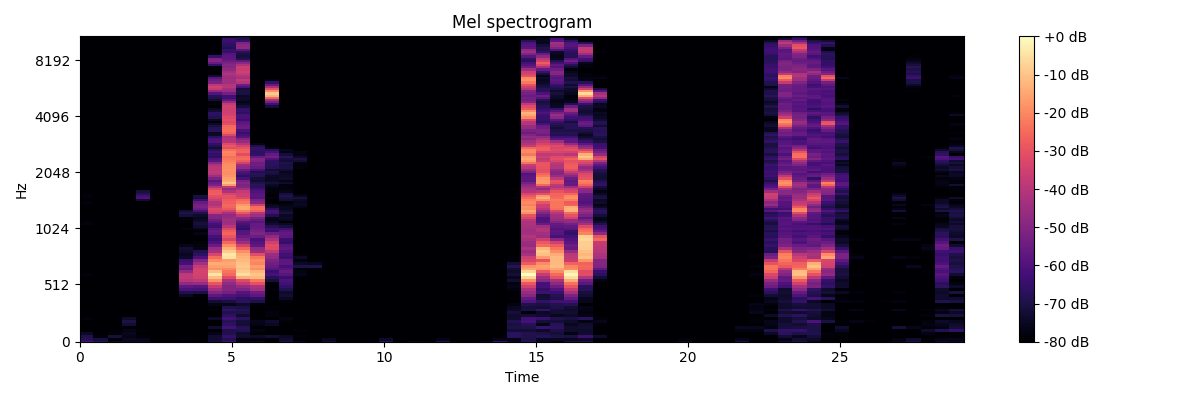 Mel spectrogram
Hz
8192
4096
2048
1024
512
0
0 5 10 15 20 25
Time
+0 dB
-10 dB
-20 dB
-30 dB
-40 dB
-50 dB
-60 dB
-70 dB
-80 dB